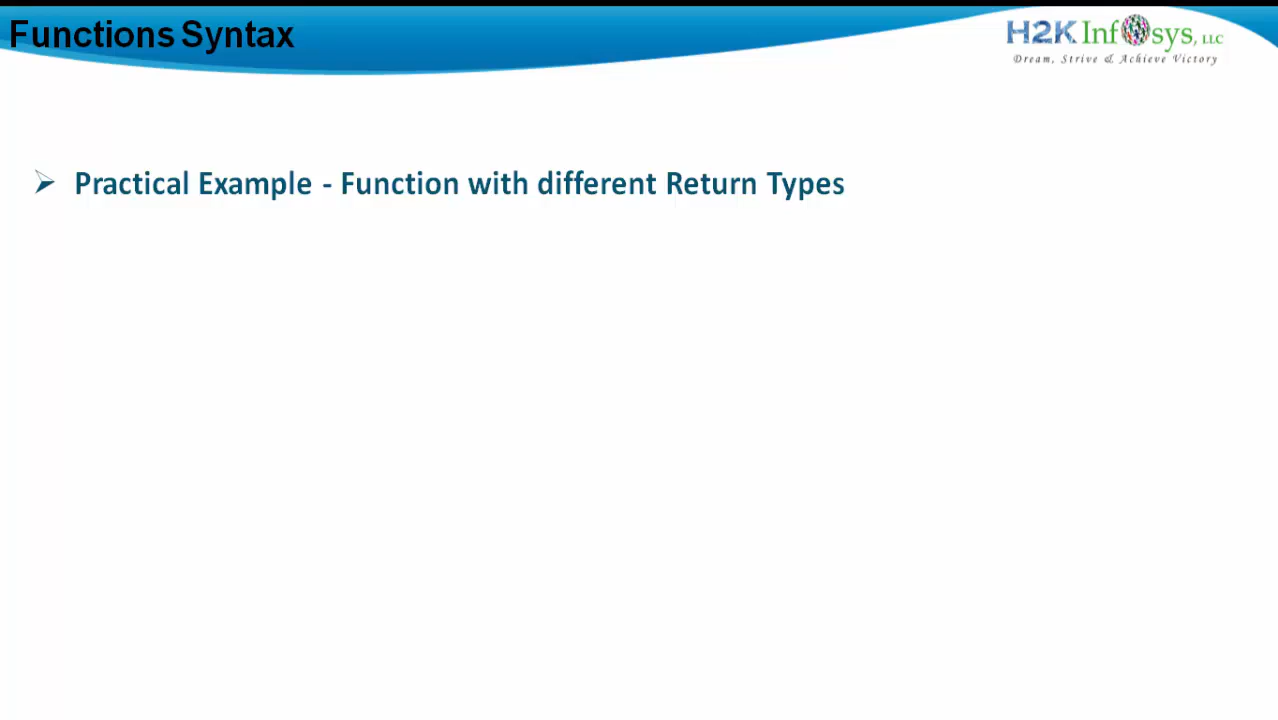 Functions Syntax
H2K Infosys, LLC
Dream, Strive & Achieve Victory
Practical Example - Function with different Return Types